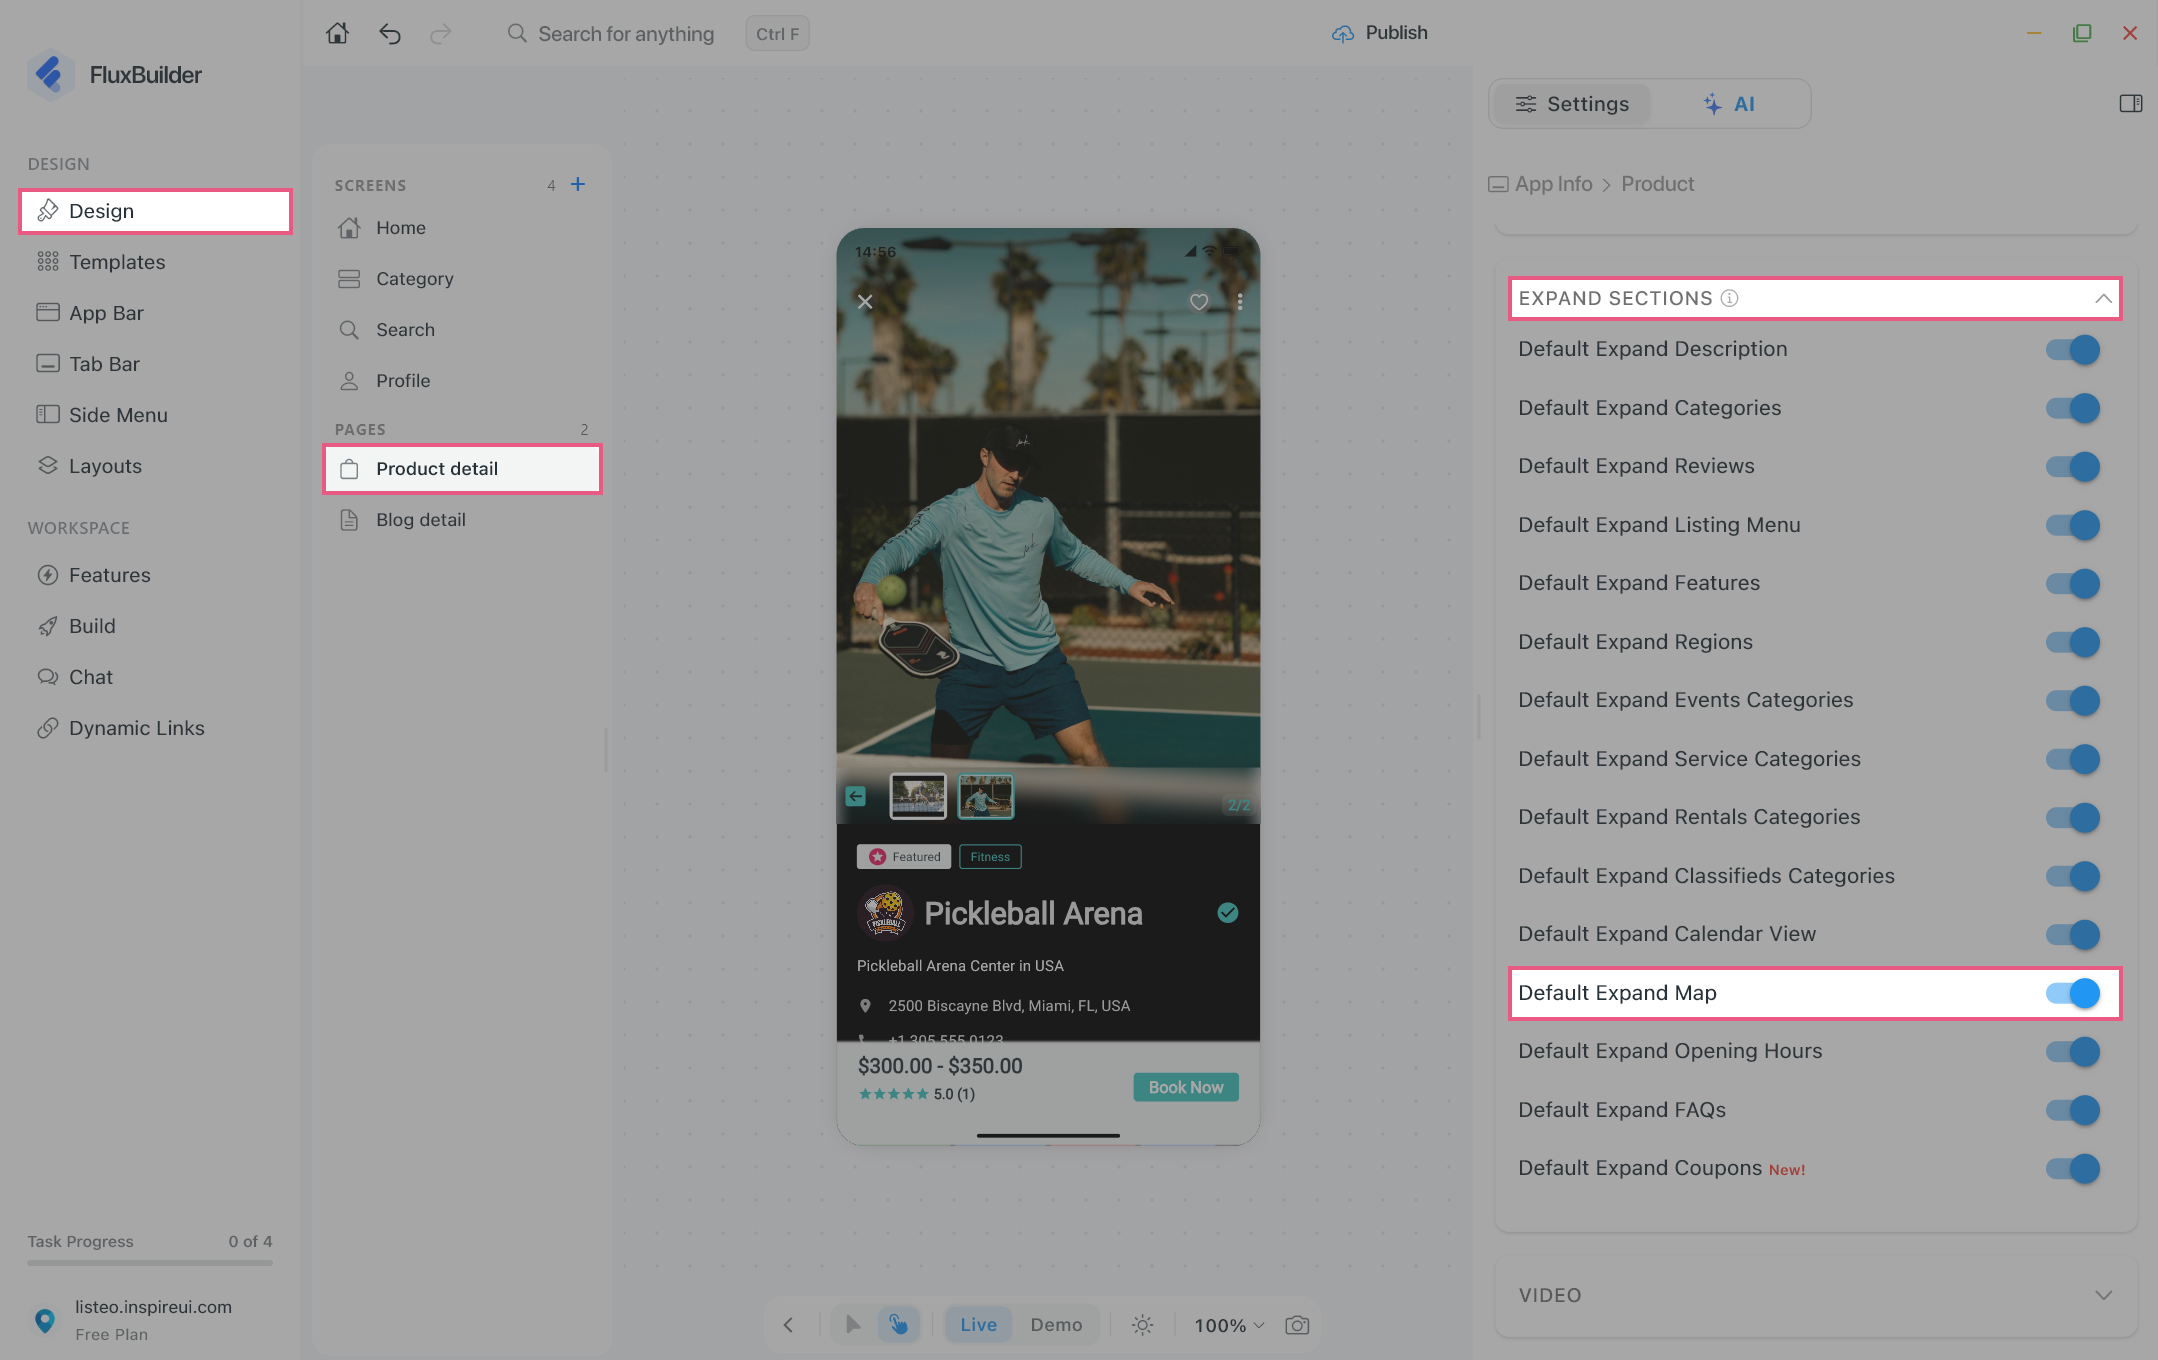 FluxBuilder
DESIGN
Design
Templates
App Bar
Tab Bar
Side Menu
Layouts
WORKSPACE
Features
Build
Chat
Dynamic Links
Task Progress 0 of 4
listeo.inspireui.com
Free Plan
Search for anything Ctrl F
Publish
SCREENS 4
Home
Category
Search
Profile
PAGES 2
Product detail
Blog detail
14:56
2/2
Featured Fitness
PICKLEBALL
Pickleball Arena
Pickleball Arena Center in USA
2500 Biscayne Blvd, Miami, FL, USA
+1 305 555 0123
$300.00 - $350.00
5.0 (1)
Book Now
Live Demo 100%
Settings AI
App Info > Product
EXPAND SECTIONS
Default Expand Description
Default Expand Categories
Default Expand Reviews
Default Expand Listing Menu
Default Expand Features
Default Expand Regions
Default Expand Events Categories
Default Expand Service Categories
Default Expand Rentals Categories
Default Expand Classifieds Categories
Default Expand Calendar View
Default Expand Map
Default Expand Opening Hours
Default Expand FAQs
Default Expand Coupons New!
VIDEO